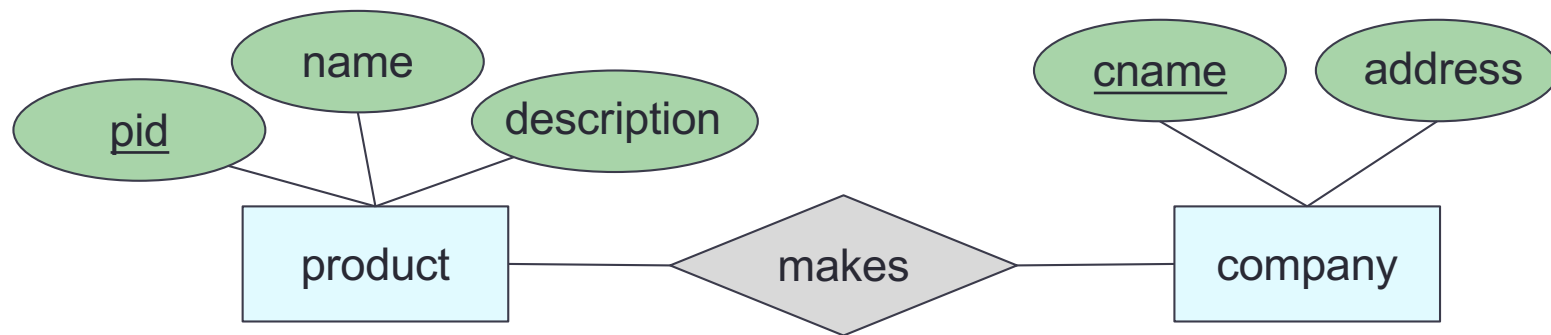 name
pid
description
cname
address
product
makes
company